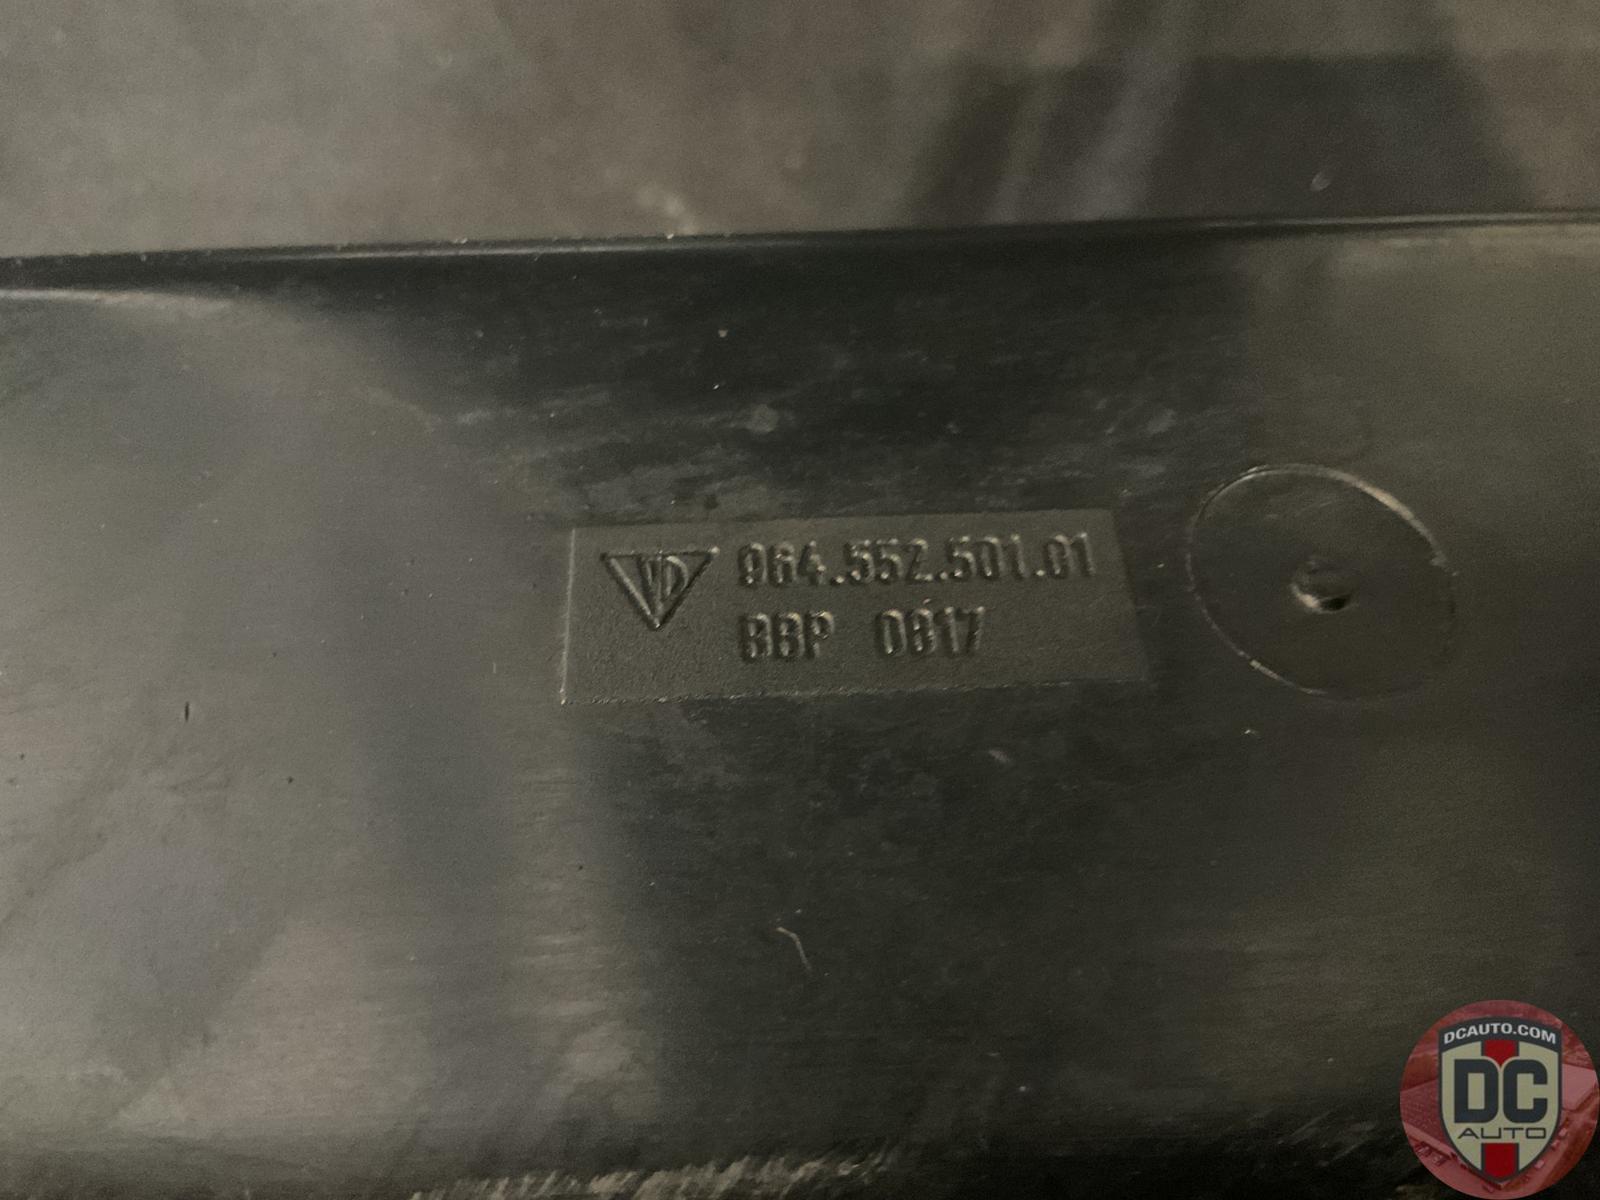 964.552.501.01
BBP 0817
DCAUTO.COM
DC
AUTO